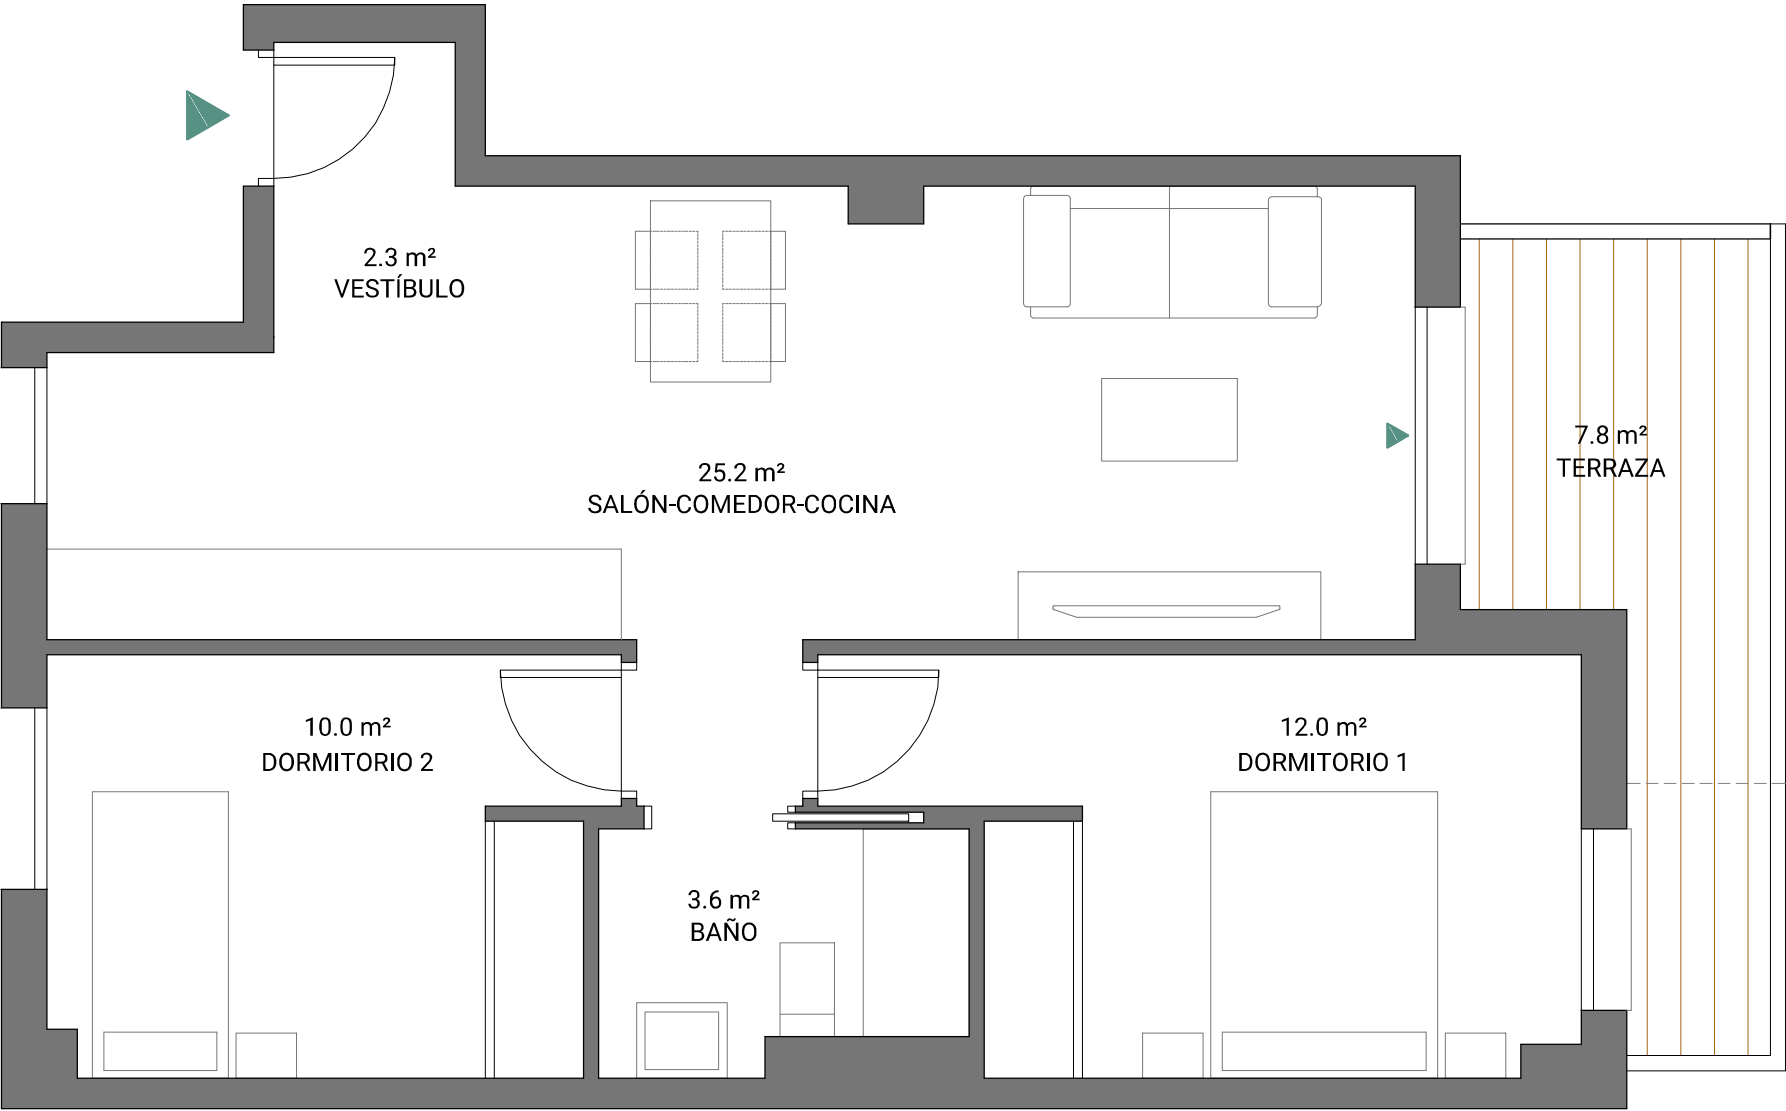 2.3 m²
VESTÍBULO
7.8 m²
TERRAZA
25.2 m²
SALÓN-COMEDOR-COCINA
10.0 m²
DORMITORIO 2
12.0 m²
DORMITORIO 1
3.6 m²
BAÑO